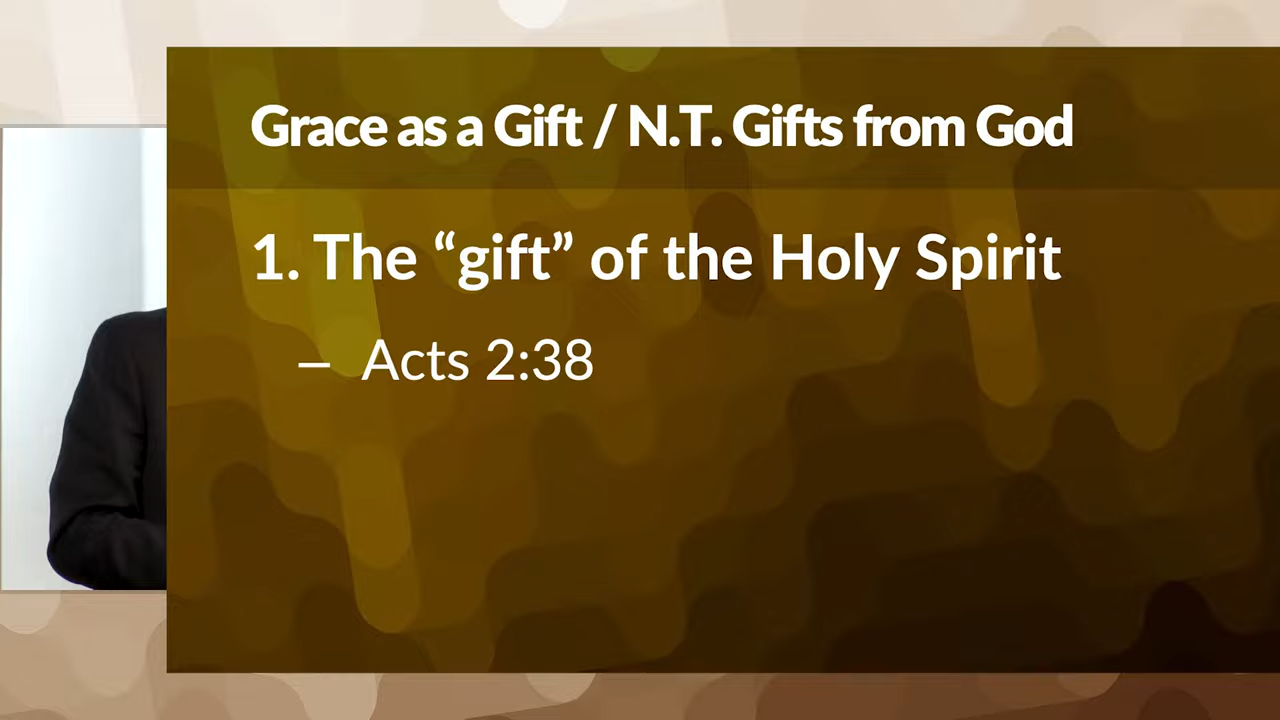 Grace as a Gift / N.T. Gifts from God
1. The “gift” of the Holy Spirit
– Acts 2:38